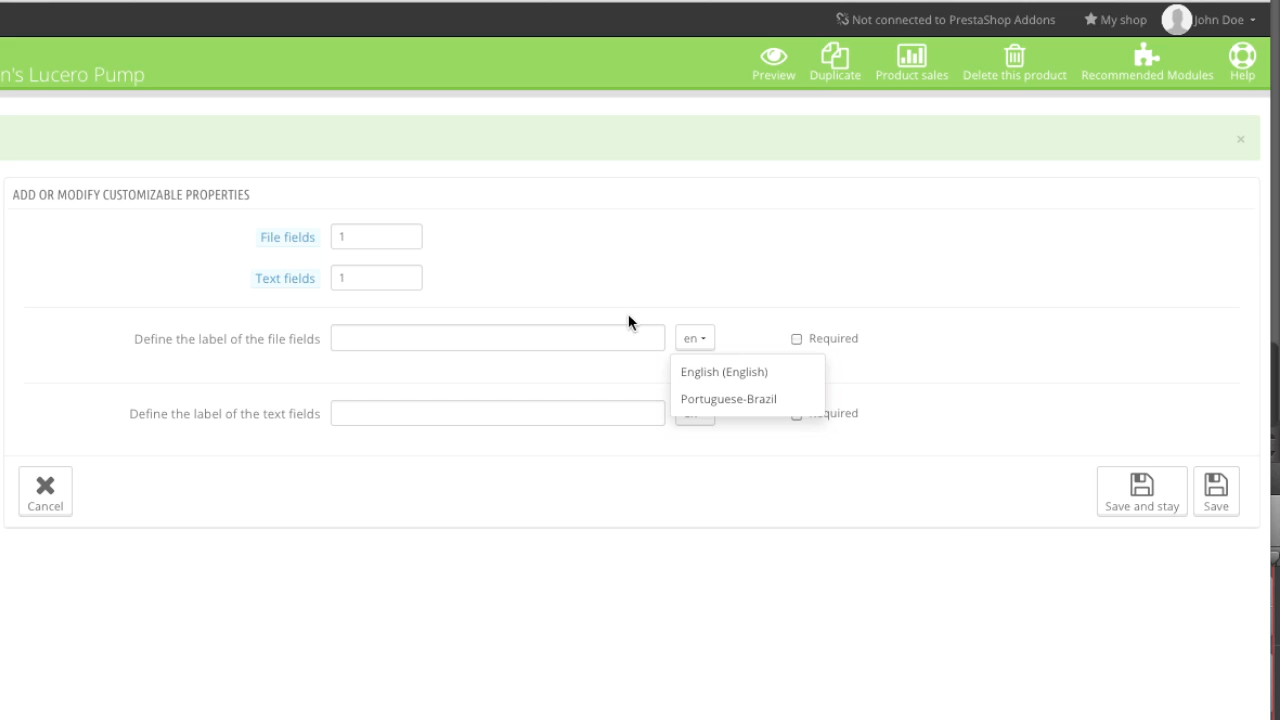 Not connected to PrestaShop Addons My shop John Doe
n's Lucero Pump
Preview Duplicate Product sales Delete this product Recommended Modules Help
×
ADD OR MODIFY CUSTOMIZABLE PROPERTIES
File fields 1
Text fields 1
Define the label of the file fields en Required
English (English)
Portuguese-Brazil
Define the label of the text fields
Cancel Save and stay Save